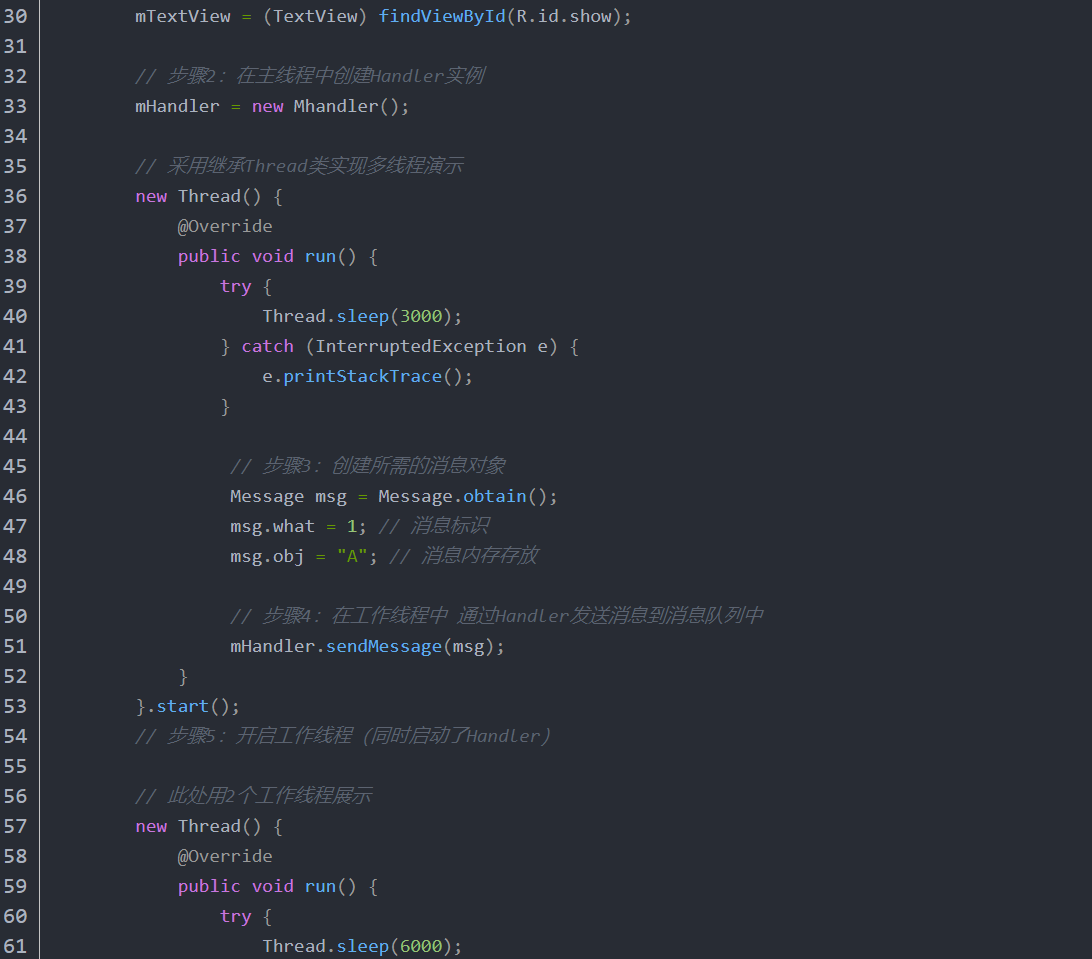 30 mTextView = (TextView) findViewById(R.id.show);
31
32 // 步骤2：在主线程中创建Handler实例
33 mHandler = new Mhandler();
34
35 // 采用继承Thread类实现多线程演示
36 new Thread() {
37 @Override
38 public void run() {
39 try {
40 Thread.sleep(3000);
41 } catch (InterruptedException e) {
42 e.printStackTrace();
43 }
44
45 // 步骤3：创建所需的消息对象
46 Message msg = Message.obtain();
47 msg.what = 1; // 消息标识
48 msg.obj = "A"; // 消息内存存放
49
50 // 步骤4：在工作线程中 通过Handler发送消息到消息队列中
51 mHandler.sendMessage(msg);
52 }
53 }.start();
54 // 步骤5：开启工作线程（同时启动了Handler）
55
56 // 此处用2个工作线程展示
57 new Thread() {
58 @Override
59 public void run() {
60 try {
61 Thread.sleep(6000);